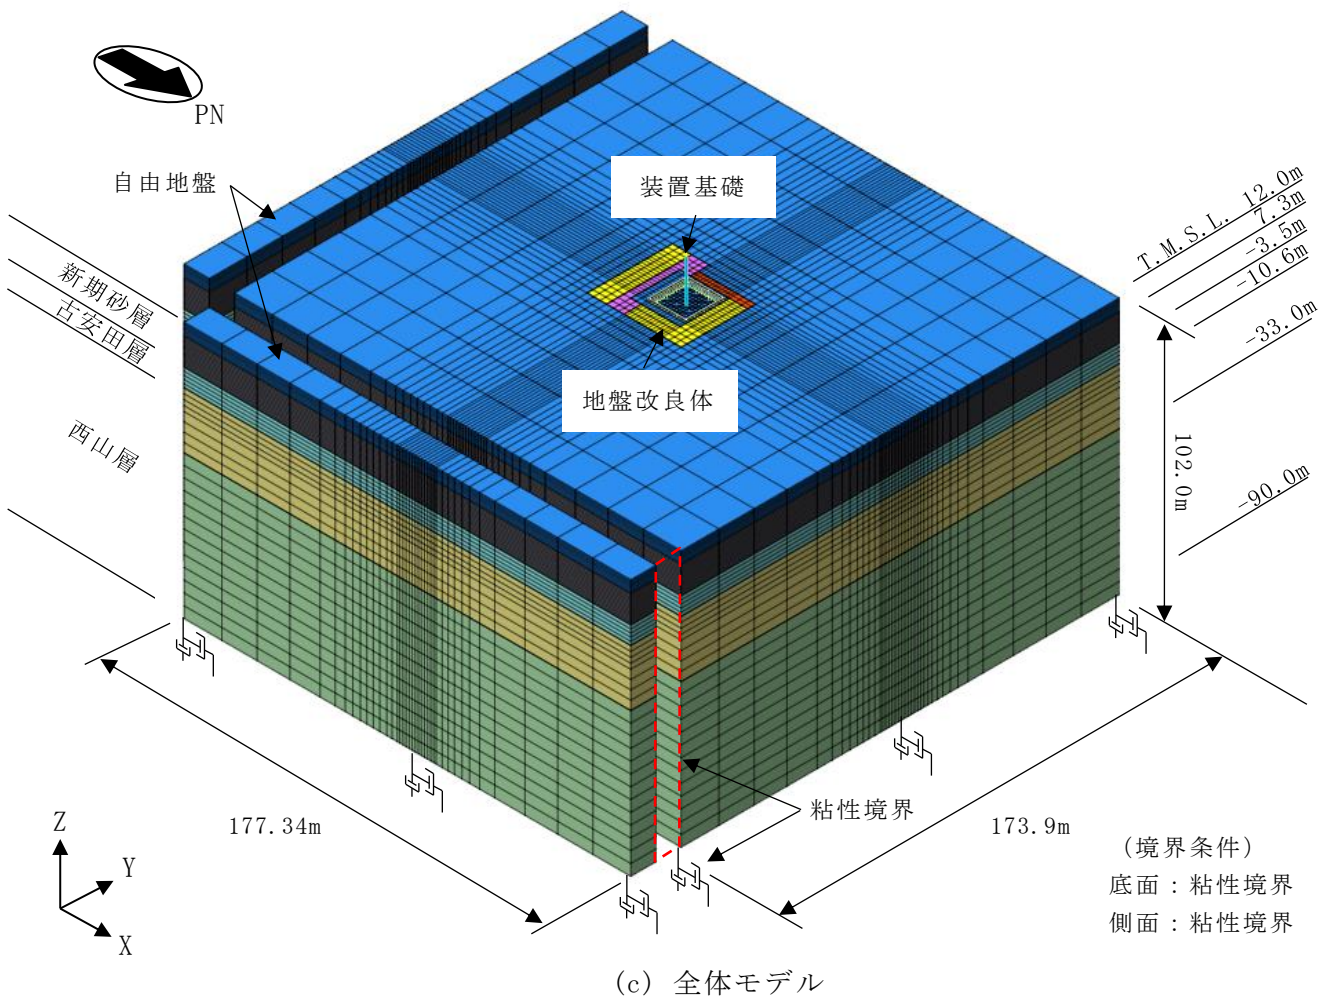 PN
自由地盤
装置基礎
T.M.S.L. 12.0m
7.3m
-3.5m
-10.6m
-33.0m
-90.0m
新期砂層
古安田層
西山層
地盤改良体
102.0m
177.34m
粘性境界
173.9m
Z
Y
X
(境界条件)
底面：粘性境界
側面：粘性境界
(c) 全体モデル